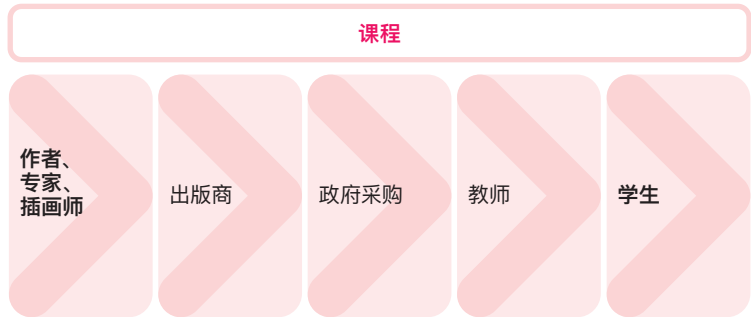 课程
作者、
专家、
插画师
出版商
政府采购
教师
学生